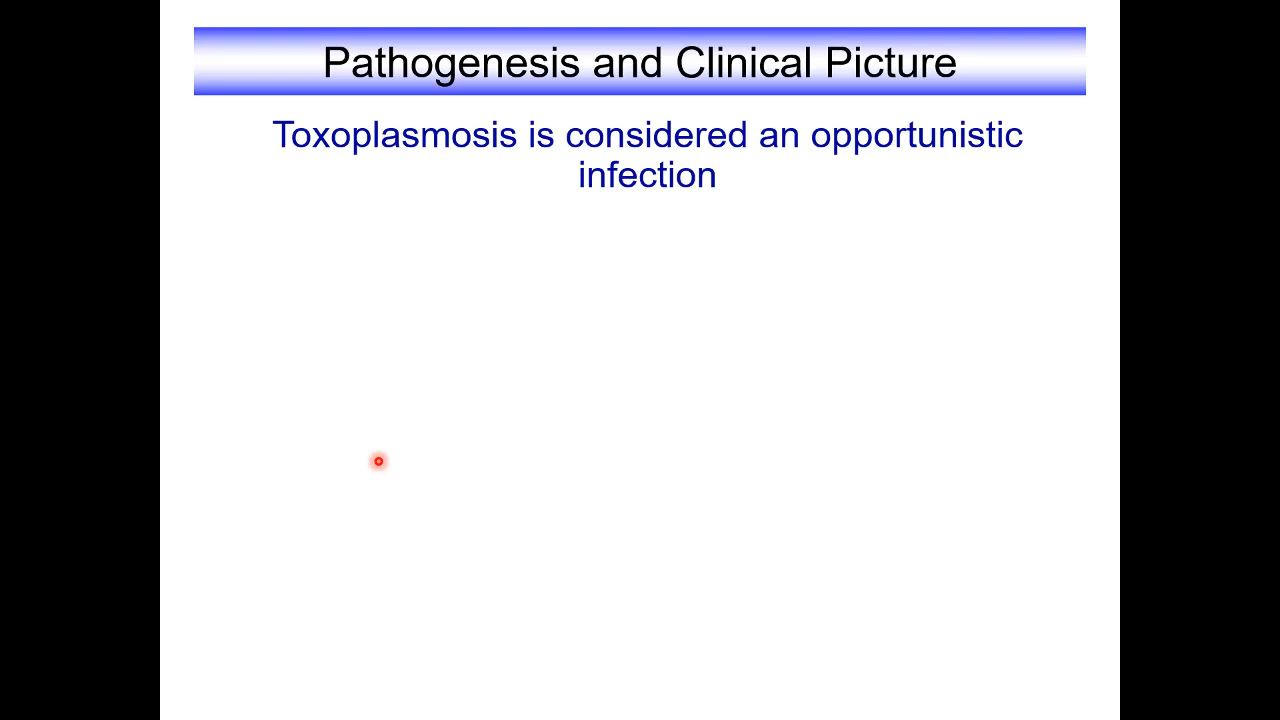 Pathogenesis and Clinical Picture
Toxoplasmosis is considered an opportunistic
infection